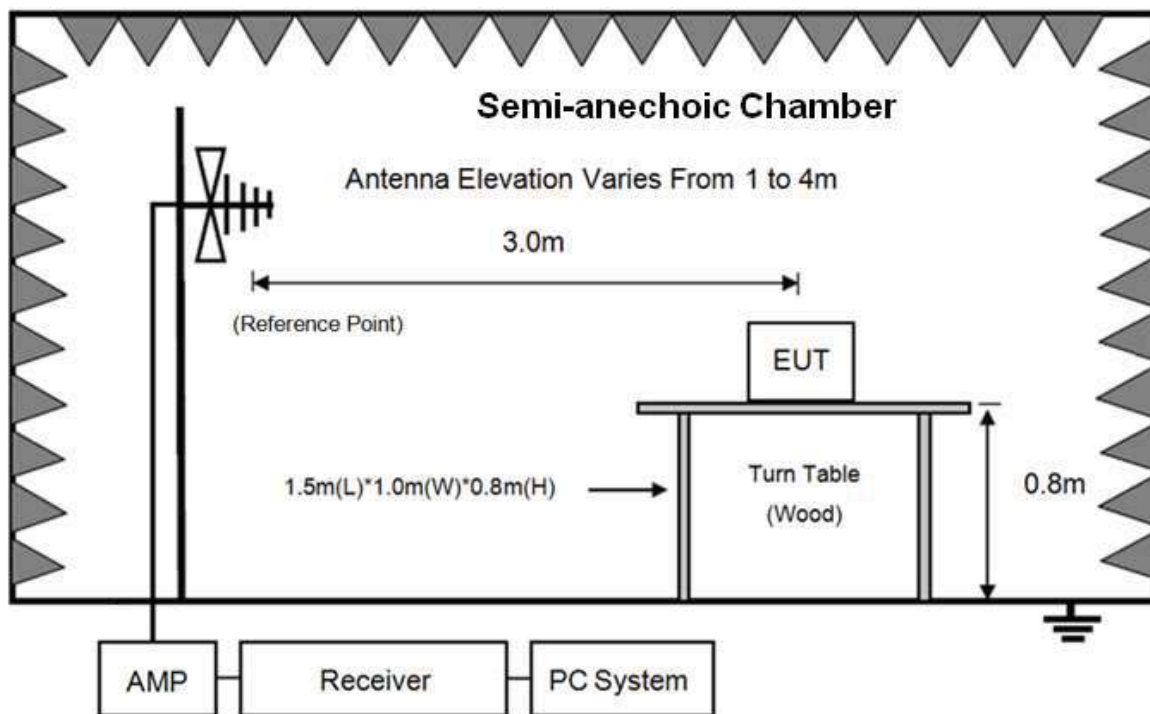 Semi-anechoic Chamber
Antenna Elevation Varies From 1 to 4m
3.0m
(Reference Point)
EUT
1.5m(L)*1.0m(W)*0.8m(H)
Turn Table
(Wood)
0.8m
AMP
Receiver
PC System